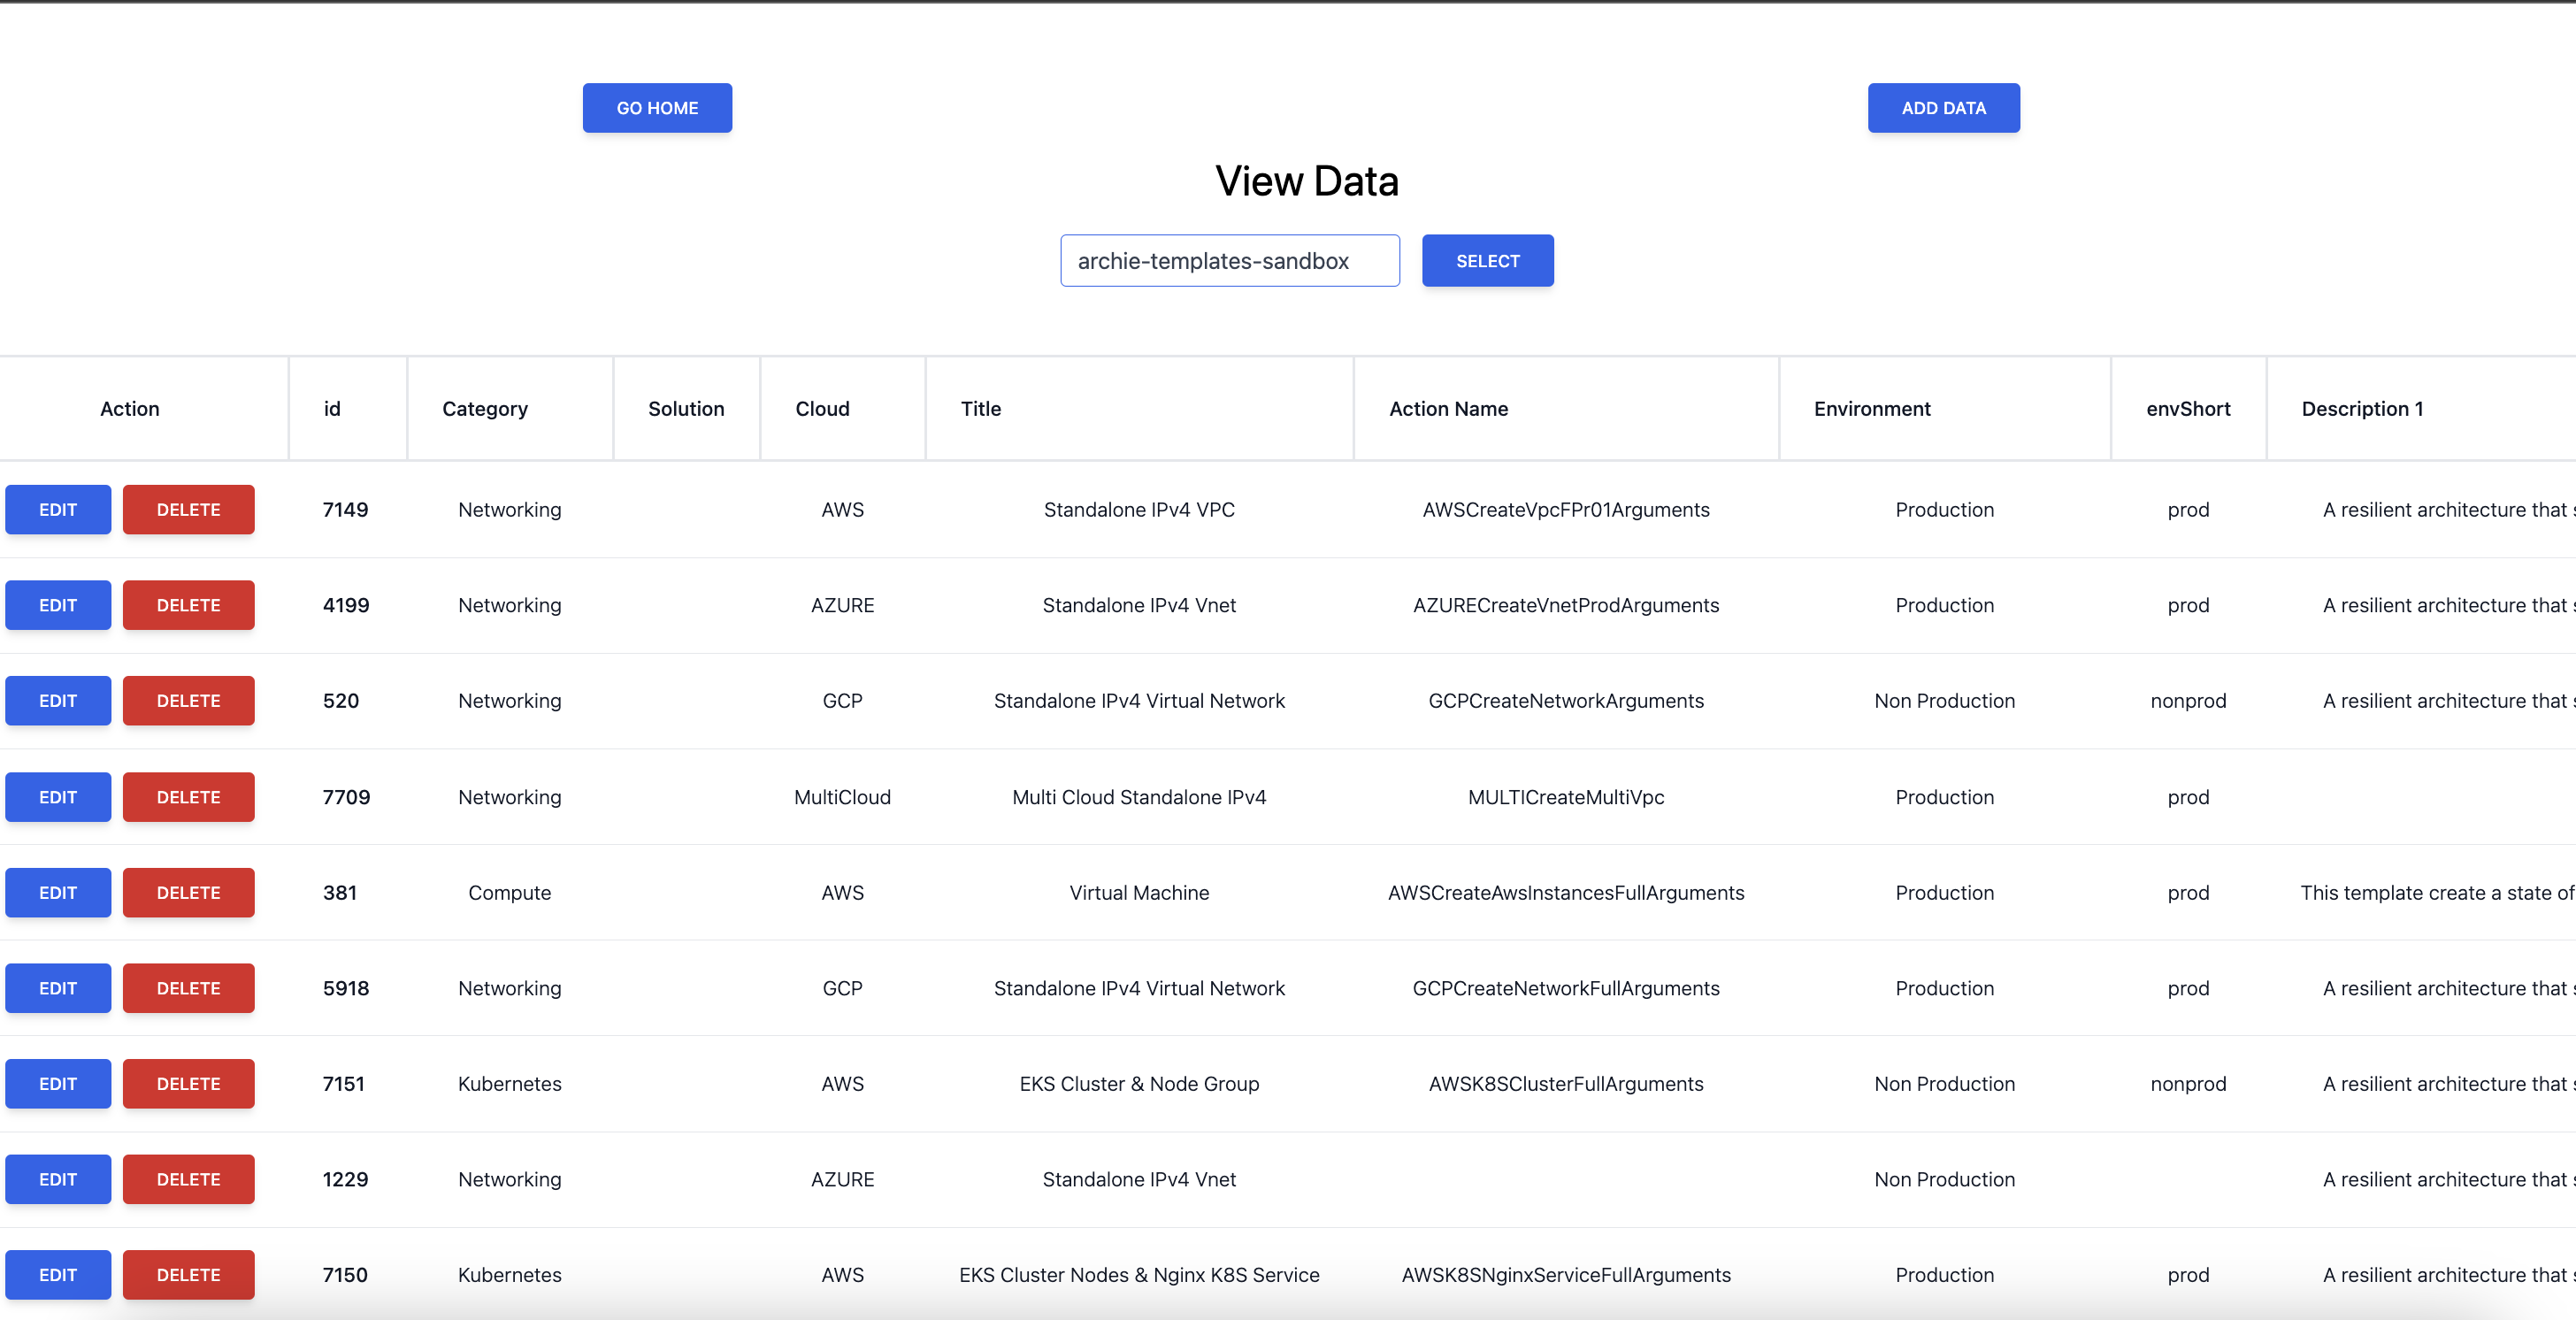 GO HOME ADD DATA
View Data
archie-templates-sandbox SELECT
Action id Category Solution Cloud Title Action Name Environment envShort Description 1
EDIT DELETE 7149 Networking AWS Standalone IPv4 VPC AWSCreateVpcFPr01Arguments Production prod A resilient architecture that
EDIT DELETE 4199 Networking AZURE Standalone IPv4 Vnet AZURECreateVnetProdArguments Production prod A resilient architecture that
EDIT DELETE 520 Networking GCP Standalone IPv4 Virtual Network GCPCreateNetworkArguments Non Production nonprod A resilient architecture that
EDIT DELETE 7709 Networking MultiCloud Multi Cloud Standalone IPv4 MULTICreateMultiVpc Production prod
EDIT DELETE 381 Compute AWS Virtual Machine AWSCreateAwsInstancesFullArguments Production prod This template create a state of
EDIT DELETE 5918 Networking GCP Standalone IPv4 Virtual Network GCPCreateNetworkFullArguments Production prod A resilient architecture that
EDIT DELETE 7151 Kubernetes AWS EKS Cluster & Node Group AWSK8SClusterFullArguments Non Production nonprod A resilient architecture that
EDIT DELETE 1229 Networking AZURE Standalone IPv4 Vnet Non Production A resilient architecture that
EDIT DELETE 7150 Kubernetes AWS EKS Cluster Nodes & Nginx K8S Service AWSK8SNginxServiceFullArguments Production prod A resilient architecture that